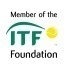 Member of the
ITF
Foundation